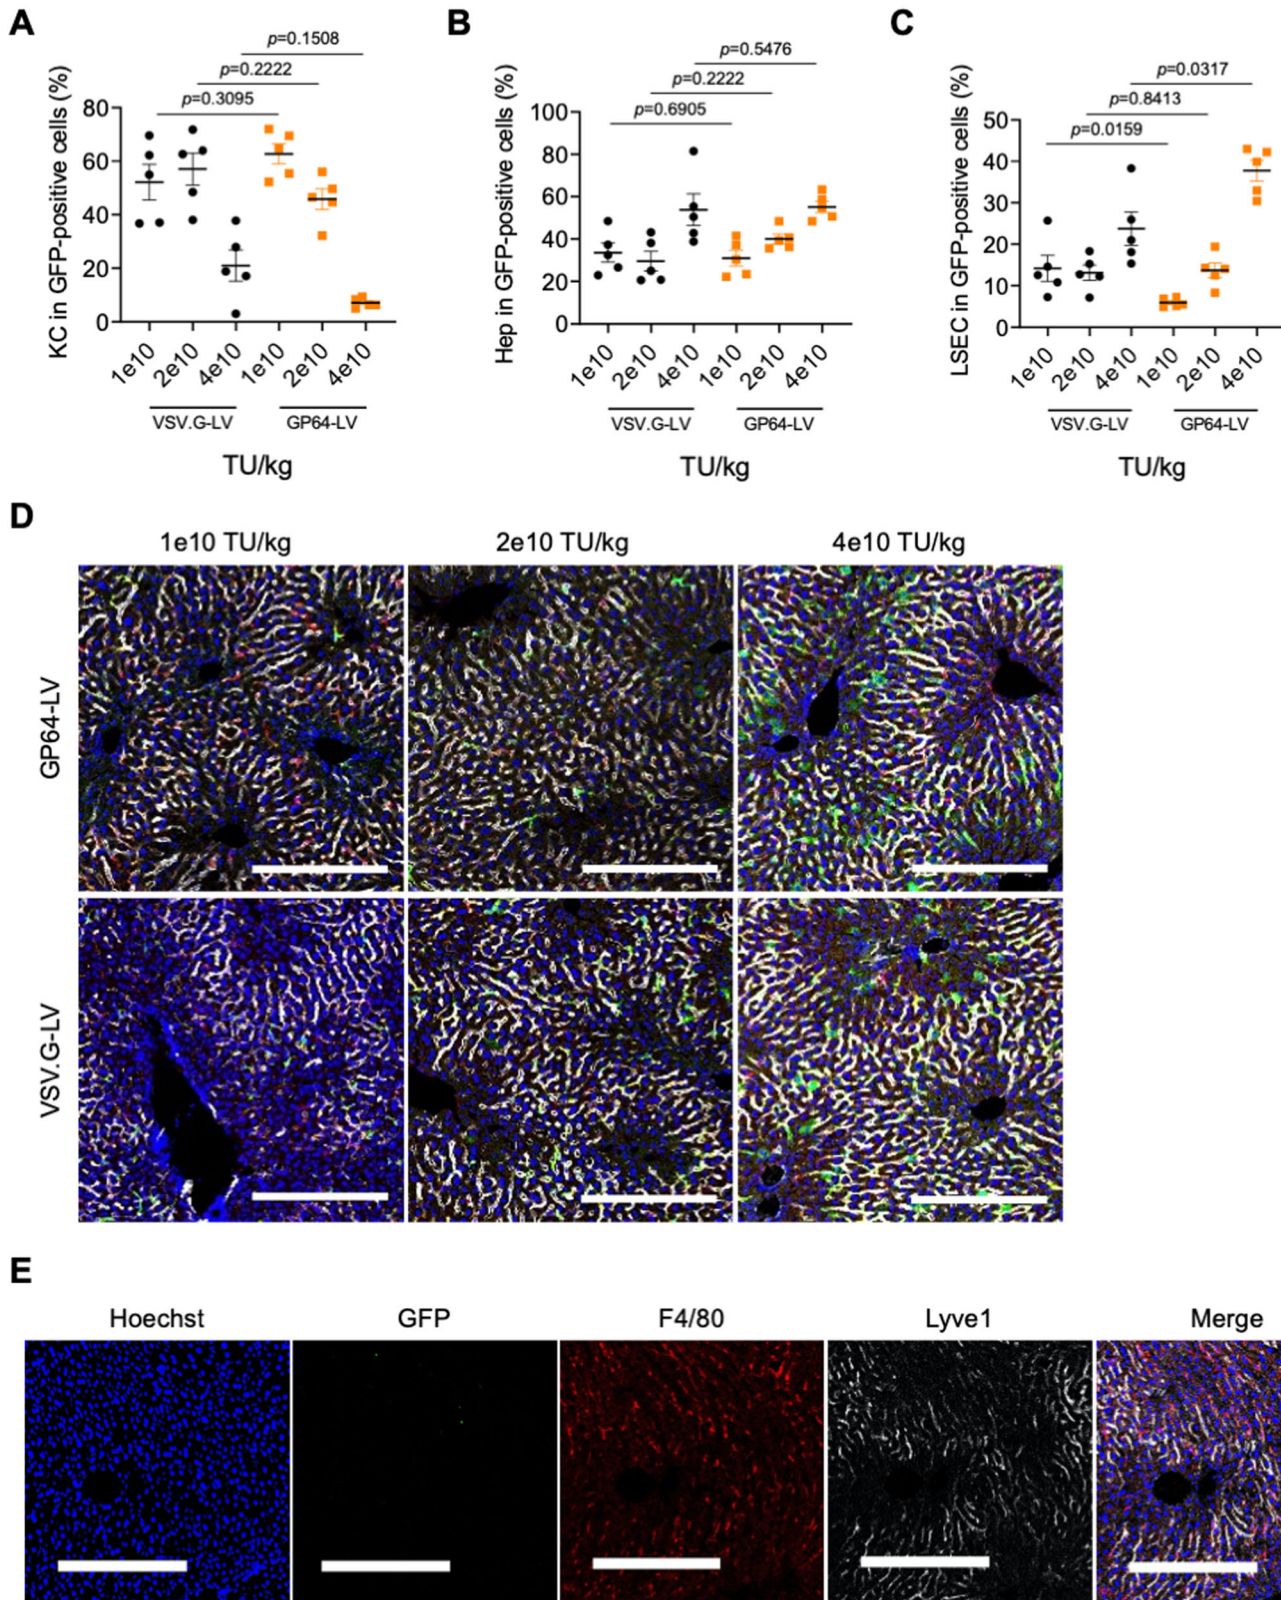 A
B
C
p=0.1508
p=0.2222
p=0.3095
KC in GFP-positive cells (%)
80
60
40
20
0
1e10
2e10
4e10
1e10
2e10
4e10
VSV.G-LV
GP64-LV
TU/kg
p=0.5476
p=0.2222
p=0.6905
Hep in GFP-positive cells (%)
100
80
60
40
20
0
1e10
2e10
4e10
1e10
2e10
4e10
VSV.G-LV
GP64-LV
TU/kg
p=0.0317
p=0.8413
p=0.0159
LSEC in GFP-positive cells (%)
50
40
30
20
10
0
1e10
2e10
4e10
1e10
2e10
4e10
VSV.G-LV
GP64-LV
TU/kg
D
1e10 TU/kg
2e10 TU/kg
4e10 TU/kg
GP64-LV
VSV.G-LV
E
Hoechst
GFP
F4/80
Lyve1
Merge